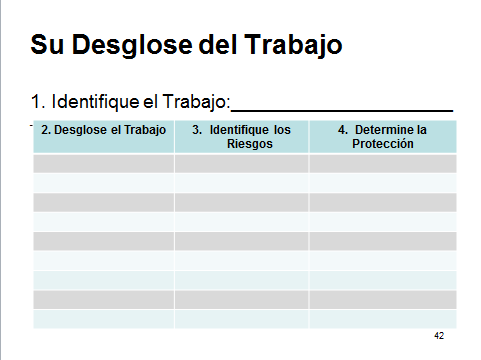 Su Desglose del Trabajo
1. Identifique el Trabajo:______________________
2. Desglose el Trabajo 3. Identifique los Riesgos 4. Determine la Protección
42